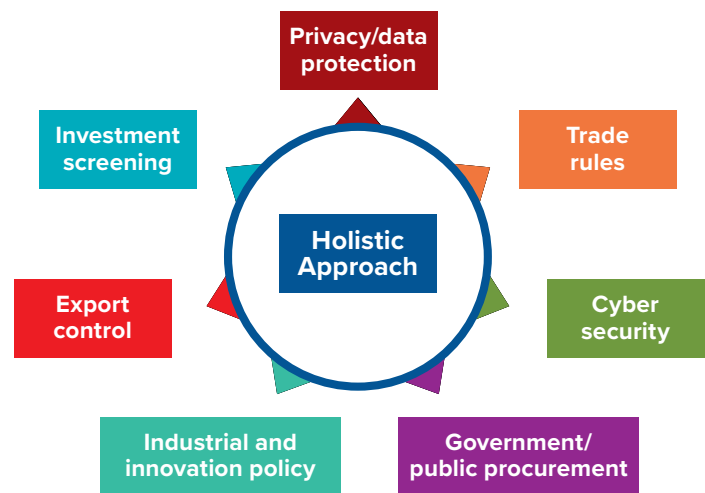 Privacy/data
protection
Investment
screening
Trade
rules
Holistic
Approach
Export
control
Cyber
security
Industrial and
innovation policy
Government/
public procurement